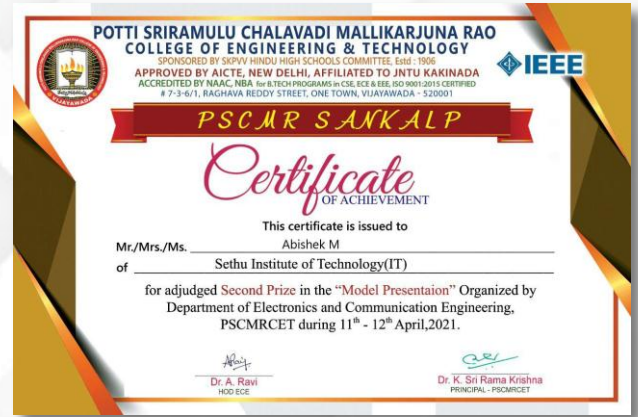 POTTI SRIRAMULU CHALAVADI MALLIKARJUNA RAO
COLLEGE OF ENGINEERING & TECHNOLOGY
SPONSORED BY SKPVV HINDU HIGH SCHOOLS COMMITTEE, Estd : 1906
APPROVED BY AICTE, NEW DELHI, AFFILIATED TO JNTU KAKINADA
ACCREDITED BY NAAC, NBA for B.TECH PROGRAMS in CSE, ECE & EEE, ISO 9001:2015 CERTIFIED
# 7-3-6/1, RAGHAVA REDDY STREET, ONE TOWN, VIJAYAWADA - 520001
IEEE
VIJAYAWADA
PSCMR SANKALP
Certificate
OF ACHIEVEMENT
This certificate is issued to
Mr./Mrs./Ms. Abishek M
of Sethu Institute of Technology(IT)
for adjudged Second Prize in the “Model Presentaion” Organized by
Department of Electronics and Communication Engineering,
PSCMRCET during 11th - 12th April,2021.
Dr. A. Ravi
HOD ECE
Dr. K. Sri Rama Krishna
PRINCIPAL - PSCMRCET